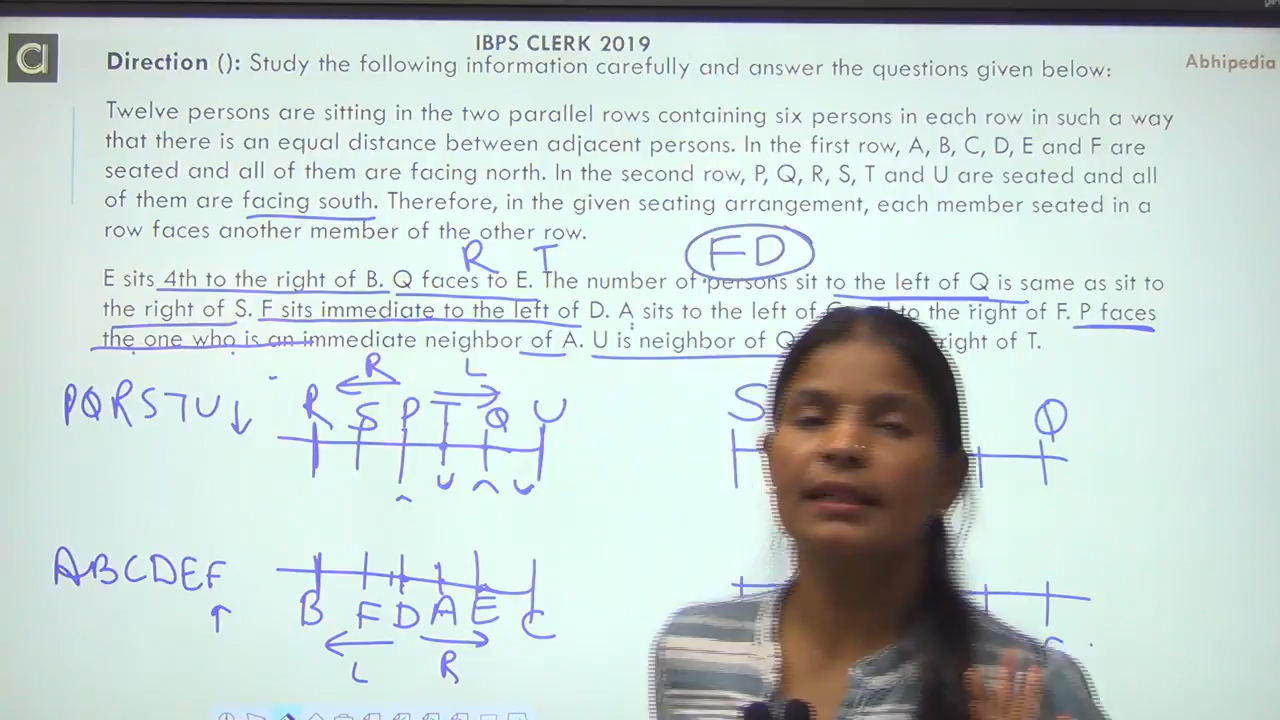 IBPS CLERK 2019
Direction (): Study the following information carefully and answer the questions given below:
Abhipedia
Twelve persons are sitting in the two parallel rows containing six persons in each row in such a way
that there is an equal distance between adjacent persons. In the first row, A, B, C, D, E and F are
seated and all of them are facing north. In the second row, P, Q, R, S, T and U are seated and all
of them are facing south. Therefore, in the given seating arrangement, each member seated in a
row faces another member of the other row.
R T FD
E sits 4th to the right of B. Q faces to E. The number of persons sit to the left of Q is same as sit to
the right of S. F sits immediate to the left of D. A sits to the left of to the right of F. P faces
the one who is an immediate neighbor of A. U is neighbor of Q right of T.
R L
PQRSTU ↓ R S P T Q U S Q
ABCDEF ↑
B F D A E C
L R